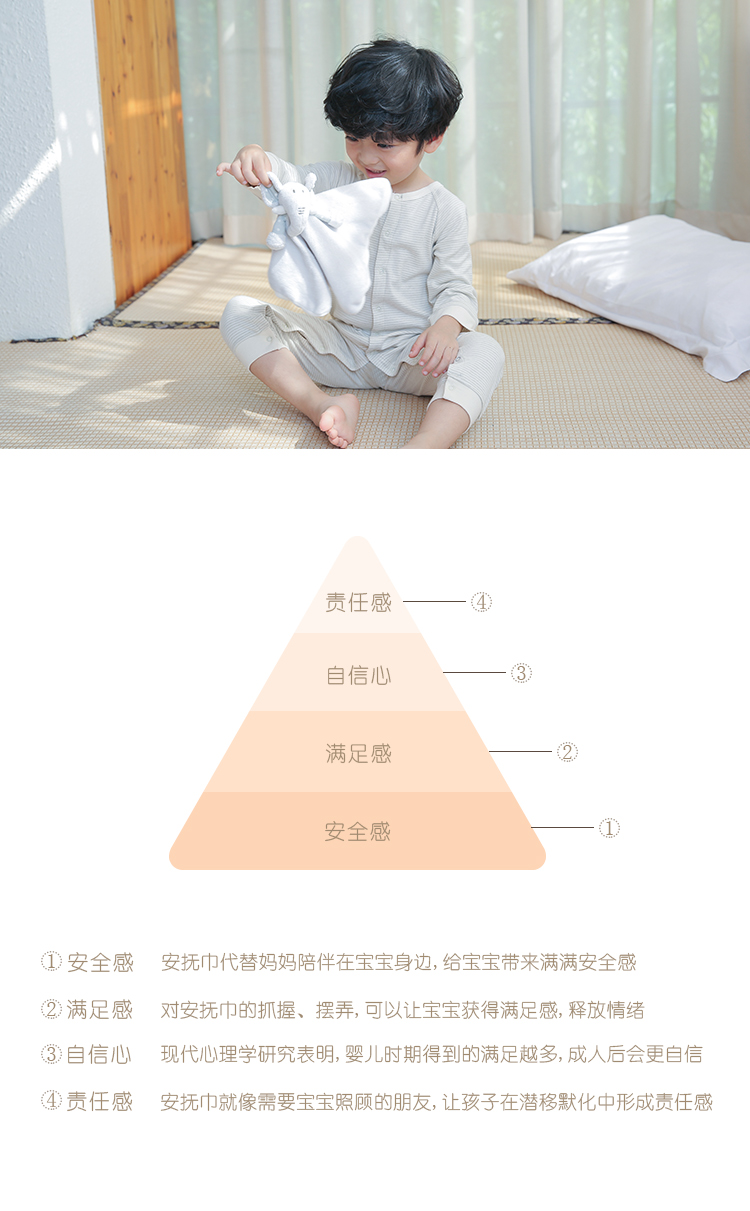 责任感 ④
自信心 ③
满足感 ②
安全感 ①
① 安全感 安抚巾代替妈妈陪伴在宝宝身边, 给宝宝带来满满安全感
② 满足感 对安抚巾的抓握、摆弄, 可以让宝宝获得满足感, 释放情绪
③ 自信心 现代心理学研究表明, 婴儿时期得到的满足越多, 成人后会更自信
④ 责任感 安抚巾就像需要宝宝照顾的朋友, 让孩子在潜移默化中形成责任感